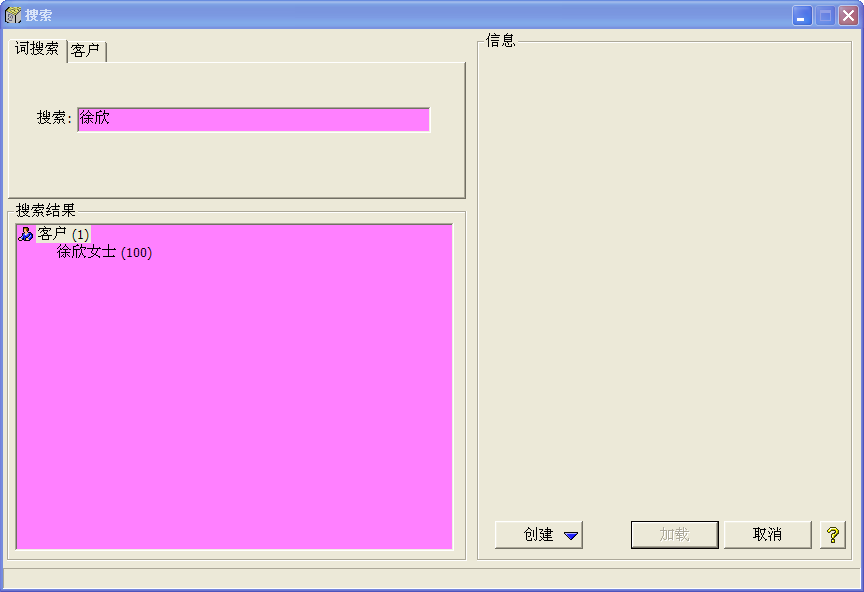 搜索
词搜索 客户
搜索: 徐欣
搜索结果
客户 (1)
徐欣女士 (100)
信息
创建 加载 取消 ?